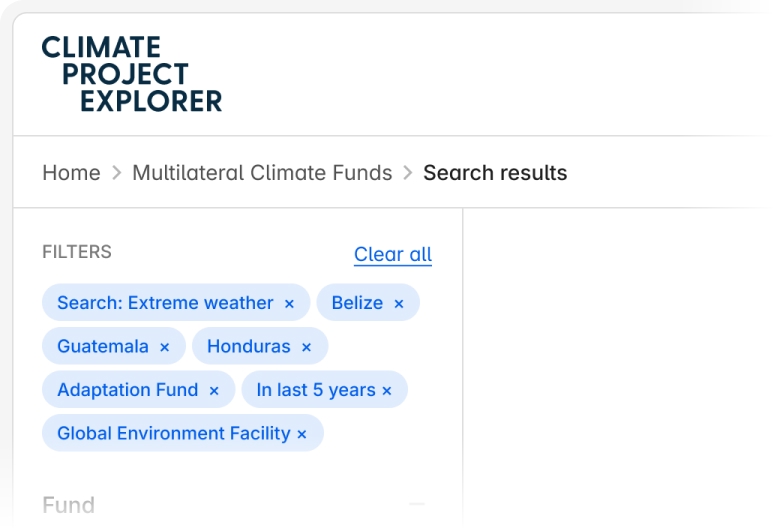 CLIMATE
PROJECT
EXPLORER
Home > Multilateral Climate Funds > Search results
FILTERS
Clear all
Search: Extreme weather × Belize ×
Guatemala × Honduras ×
Adaptation Fund × In last 5 years ×
Global Environment Facility ×
Fund –